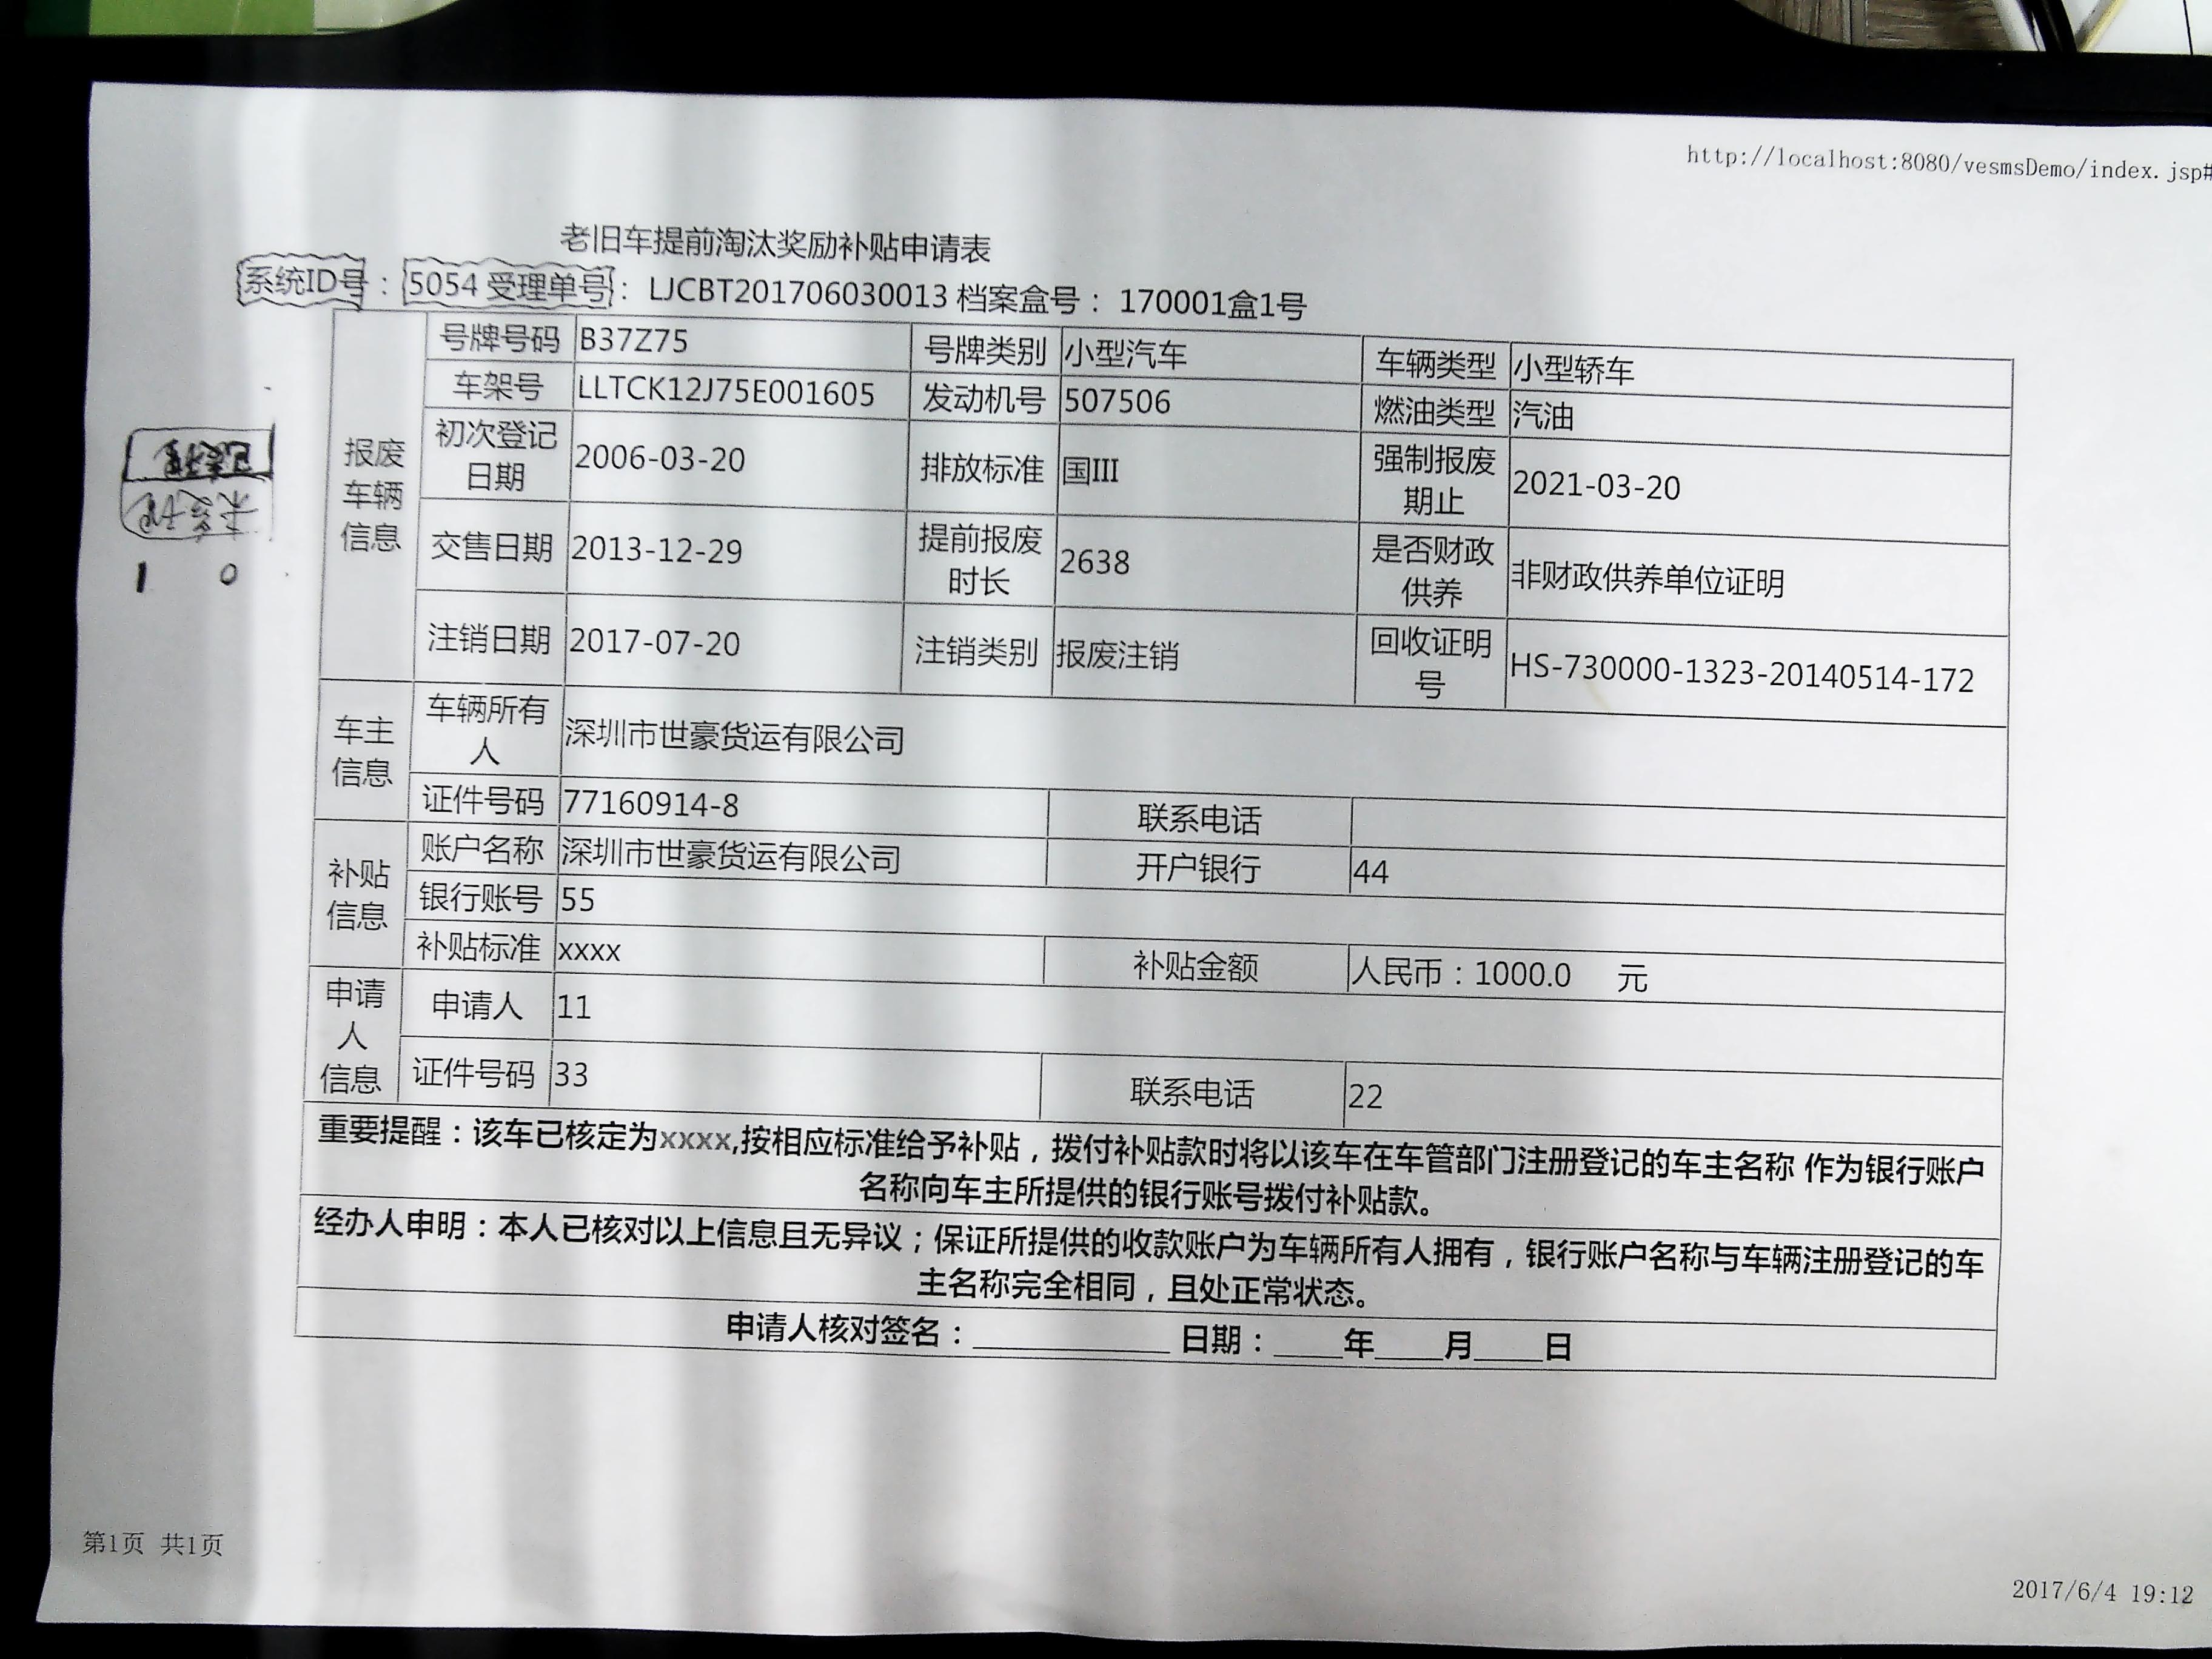 http://localhost:8080/vesmsDemo/index.jsp#
老旧车提前淘汰奖励补贴申请表
系统ID号：5054 受理单号：LJCBT201706030013 档案盒号：170001盒1号
报废车辆信息
号牌号码 B37Z75 号牌类别 小型汽车 车辆类型 小型轿车
车架号 LLTCK12J75E001605 发动机号 507506 燃油类型 汽油
初次登记日期 2006-03-20 排放标准 国III 强制报废期止 2021-03-20
交售日期 2013-12-29 提前报废时长 2638 是否财政供养 非财政供养单位证明
注销日期 2017-07-20 注销类别 报废注销 回收证明号 HS-730000-1323-20140514-172
车主信息
车辆所有人 深圳市世豪货运有限公司
证件号码 77160914-8 联系电话
补贴信息
账户名称 深圳市世豪货运有限公司 开户银行 44
银行账号 55
补贴标准 xxxx 补贴金额 人民币：1000.0 元
申请人信息
申请人 11
证件号码 33 联系电话 22
重要提醒：该车已核定为xxxx,按相应标准给予补贴，拨付补贴款时将以该车在车管部门注册登记的车主名称 作为银行账户
名称向车主所提供的银行账号拨付补贴款。
经办人申明：本人已核对以上信息且无异议；保证所提供的收款账户为车辆所有人拥有，银行账户名称与车辆注册登记的车
主名称完全相同，且处正常状态。
申请人核对签名：__________ 日期：____年____月____日
1 0
第1页 共1页
2017/6/4 19:12